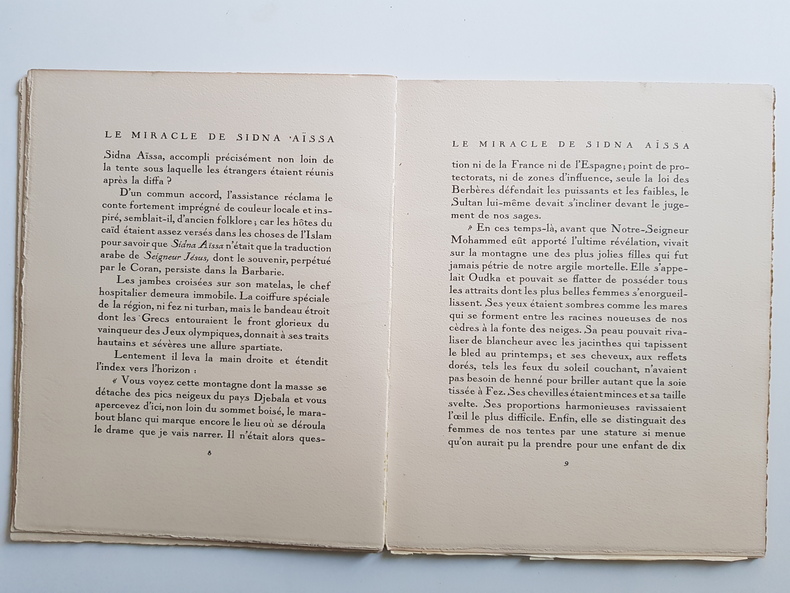 LE MIRACLE DE SIDNA AÏSSA
Sidna Aïssa, accompli précisément non loin de
la tente sous laquelle les étrangers étaient réunis
après la diffa ?
D'un commun accord, l'assistance réclama le
conte fortement imprégné de couleur locale et ins-
piré, semblait-il, d'ancien folklore ; car les hôtes du
caïd étaient assez versés dans les choses de l'Islam
pour savoir que Sidna Aïssa n'était que la traduction
arabe de Seigneur Jésus, dont le souvenir, perpétué
par le Coran, persiste dans la Barbarie.
Les jambes croisées sur son matelas, le chef
hospitalier demeura immobile. La coiffure spéciale
de la région, ni fez ni turban, mais le bandeau étroit
dont les Grecs entouraient le front glorieux du
vainqueur des Jeux olympiques, donnait à ses traits
hautains et sévères une allure spartiate.
Lentement il leva la main droite et étendit
l'index vers l'horizon :
« Vous voyez cette montagne dont la masse se
détache des pics neigeux du pays Djebala et vous
apercevez d'ici, non loin du sommet boisé, le mara-
bout blanc qui marque encore le lieu où se déroula
le drame que je vais narrer. Il n'était alors ques-
8
LE MIRACLE DE SIDNA AÏSSA
tion ni de la France ni de l'Espagne ; point de pro-
tectorats, ni de zones d'influence, seule la loi des
Berbères défendait les puissants et les faibles, le
Sultan lui-même devait s'incliner devant le juge-
ment de nos sages.
» En ces temps-là, avant que Notre-Seigneur
Mohammed eût apporté l'ultime révélation, vivait
sur la montagne une des plus jolies filles qui fut
jamais pétrie de notre argile mortelle. Elle s'appe-
lait Oudka et pouvait se flatter de posséder tous
les attraits dont les plus belles femmes s'enorgueil-
lissent. Ses yeux étaient sombres comme les mares
qui se forment entre les racines noueuses de nos
cèdres à la fonte des neiges. Sa peau pouvait riva-
liser de blancheur avec les jacinthes qui tapissent
le bled au printemps ; et ses cheveux, aux reflets
dorés, tels les feux du soleil couchant, n'avaient
pas besoin de henné pour briller autant que la soie
tissée à Fez. Ses chevilles étaient minces et sa taille
svelte. Ses proportions harmonieuses ravissaient
l'œil le plus difficile. Enfin, elle se distinguait des
femmes de nos tentes par une stature si menue
qu'on aurait pu la prendre pour une enfant de dix
9